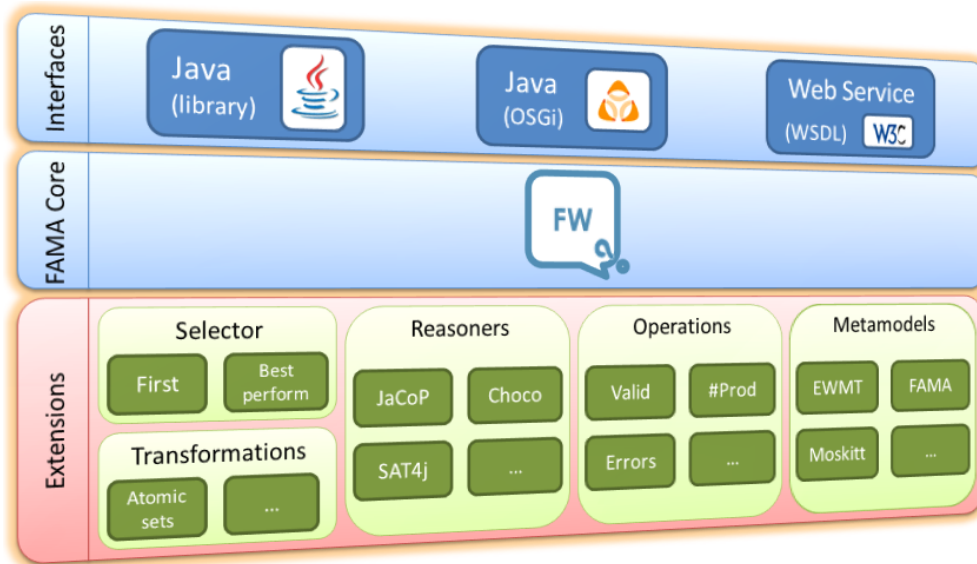 Interfaces
Java
(library)
Java
(OSGi)
Web Service
(WSDL) W3C
FAMA Core
FW
Extensions
Selector
First
Best
perform
Transformations
Atomic
sets
...
Reasoners
JaCoP
Choco
SAT4j
...
Operations
Valid
#Prod
Errors
...
Metamodels
EWMT
FAMA
Moskitt
...